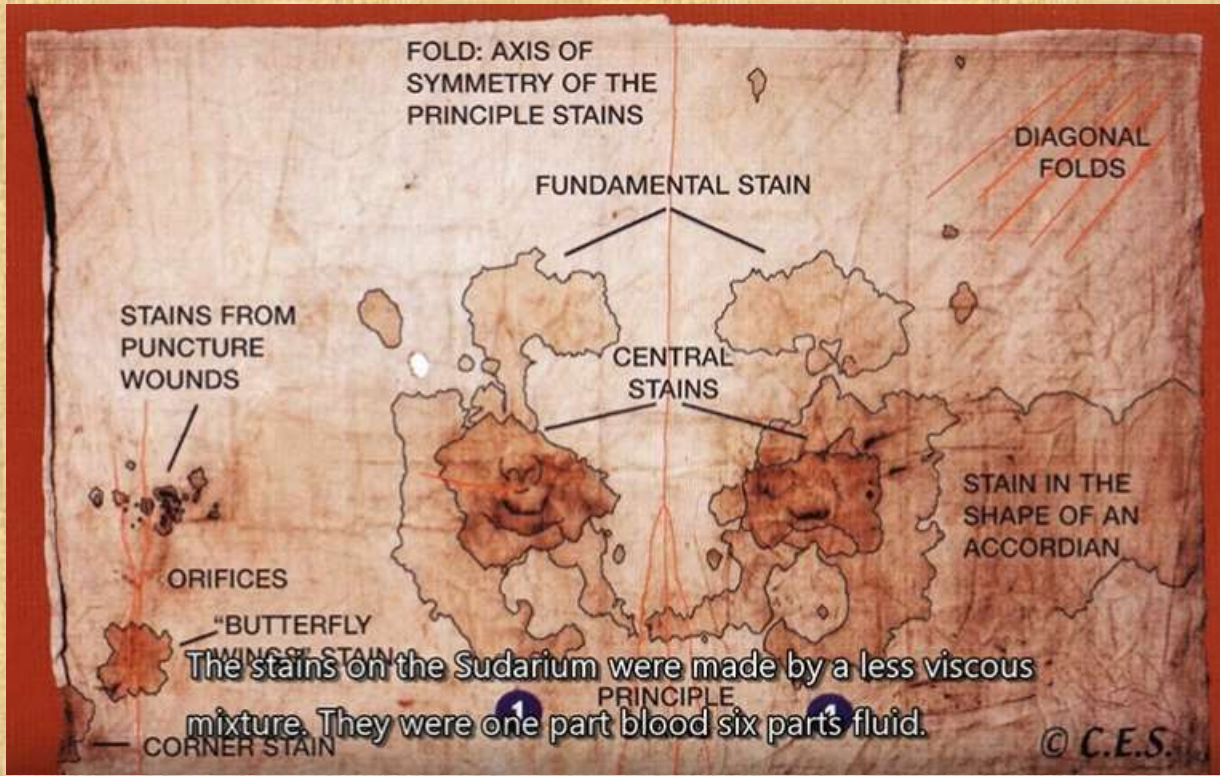 FOLD: AXIS OF
SYMMETRY OF THE
PRINCIPLE STAINS
DIAGONAL
FOLDS
FUNDAMENTAL STAIN
STAINS FROM
PUNCTURE
WOUNDS
CENTRAL
STAINS
STAIN IN THE
SHAPE OF AN
ACCORDIAN
ORIFICES
“BUTTERFLY
WINGS” STAIN
The stains on the Sudarium were made by a less viscous
PRINCIPLE
mixture. They were one part blood six parts fluid.
1
1
CORNER STAIN
© C.E.S.